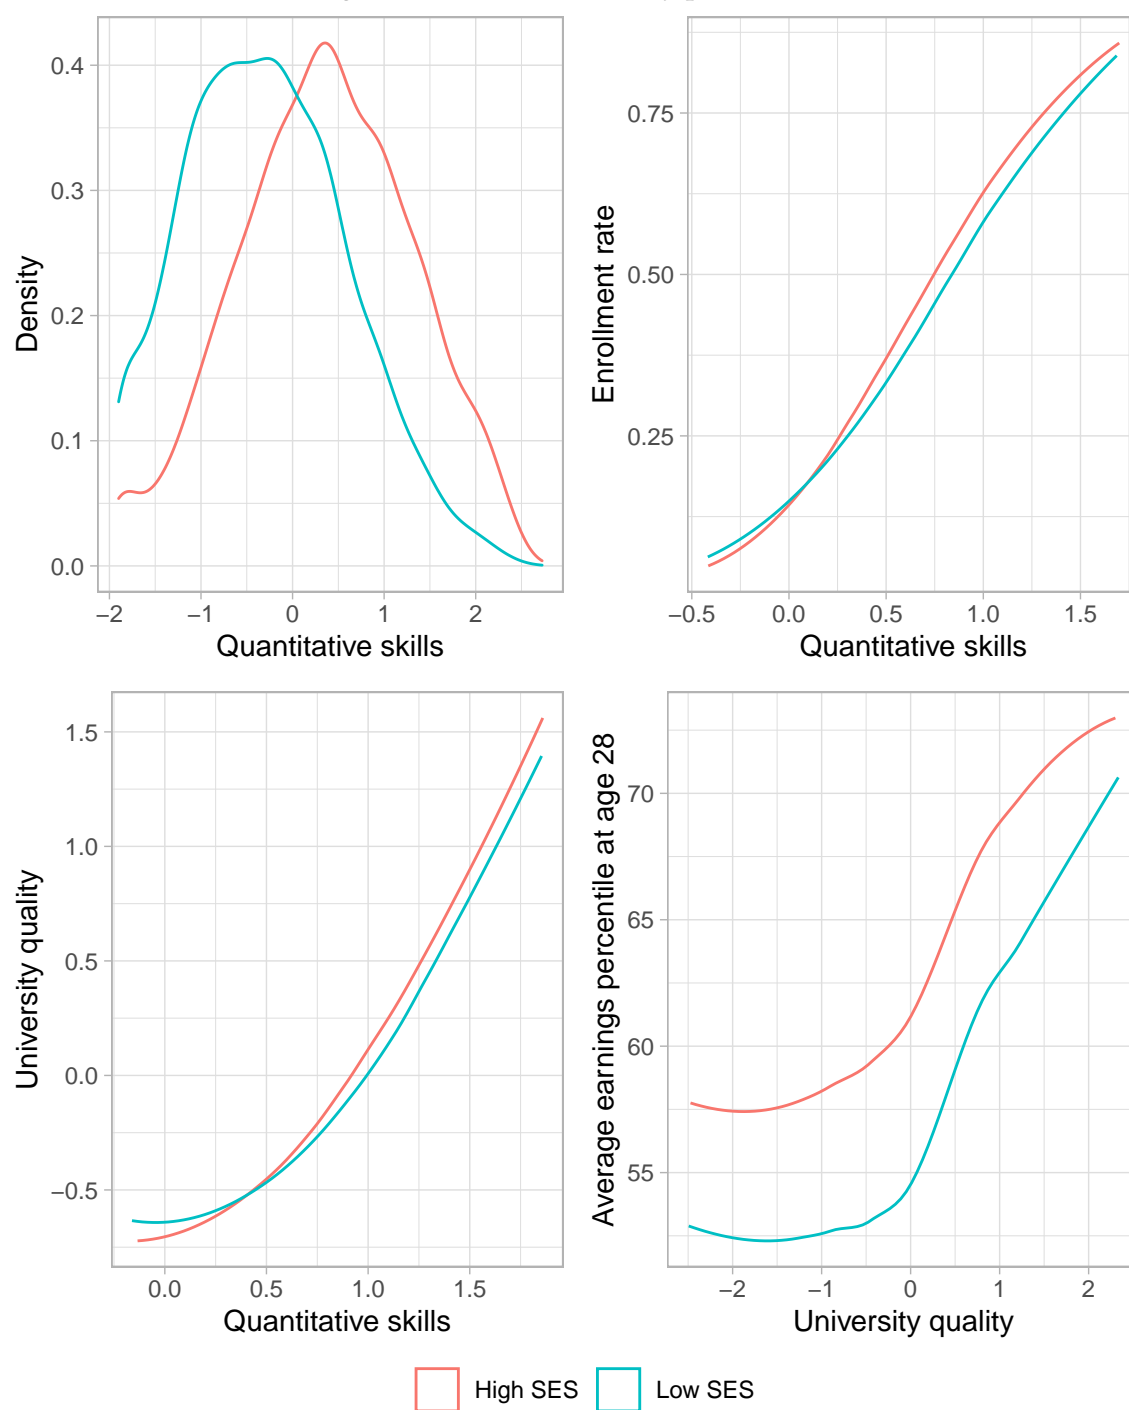 Density
0.4
0.3
0.2
0.1
0.0
−2 −1 0 1 2
Quantitative skills
Enrollment rate
0.75
0.50
0.25
−0.5 0.0 0.5 1.0 1.5
Quantitative skills
University quality
1.5
1.0
0.5
0.0
−0.5
0.0 0.5 1.0 1.5
Quantitative skills
Average earnings percentile at age 28
70
65
60
55
−2 −1 0 1 2
University quality
High SES
Low SES